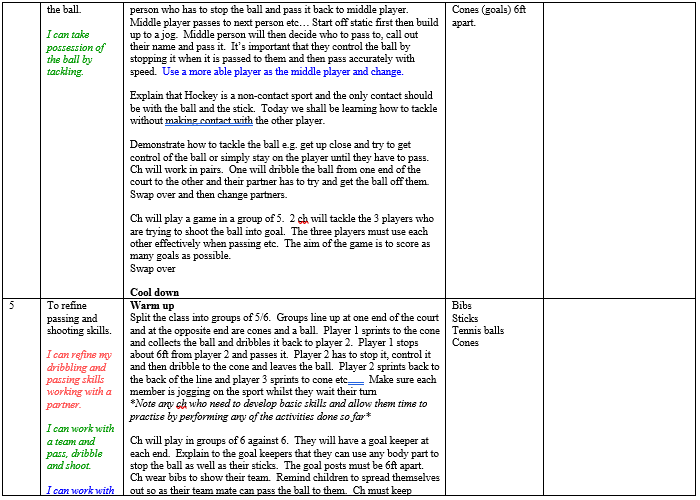 the ball.
I can take
possession of
the ball by
tackling.
person who has to stop the ball and pass it back to middle player.
Middle player passes to next person etc… Start off static first then build
up to a jog.  Middle person will then decide who to pass to, call out
their name and pass it.  It's important that they control the ball by
stopping it when it is passed to them and then pass accurately with
speed.  Use a more able player as the middle player and change.
Explain that Hockey is a non-contact sport and the only contact should
be with the ball and the stick.  Today we shall be learning how to tackle
without making contact with the other player.
Demonstrate how to tackle the ball e.g. get up close and try to get
control of the ball or simply stay on the player until they have to pass.
Ch will work in pairs.  One will dribble the ball from one end of the
court to the other and their partner has to try and get the ball off them.
Swap over and then change partners.
Ch will play a game in a group of 5.  2 ch will tackle the 3 players who
are trying to shoot the ball into goal.  The three players must use each
other effectively when passing etc.  The aim of the game is to score as
many goals as possible.
Swap over
Cool down
Cones (goals) 6ft
apart.
5
To refine
passing and
shooting skills.
I can refine my
dribbling and
passing skills
working with a
partner.
I can work with
a team and
pass, dribble
and shoot.
I can work with
Warm up
Split the class into groups of 5/6.  Groups line up at one end of the court
and at the opposite end are cones and a ball.  Player 1 sprints to the cone
and collects the ball and dribbles it back to player 2.  Player 1 stops
about 6ft from player 2 and passes it.  Player 2 has to stop it, control it
and then dribble to the cone and leaves the ball.  Player 2 sprints back to
the back of the line and player 3 sprints to cone etc….  Make sure each
member is jogging on the sport whilst they wait their turn
*Note any ch who need to develop basic skills and allow them time to
practise by performing any of the activities done so far*
Ch will play in groups of 6 against 6.  They will have a goal keeper at
each end.  Explain to the goal keepers that they can use any body part to
stop the ball as well as their sticks.  The goal posts must be 6ft apart.
Ch wear bibs to show their team.  Remind children to spread themselves
out so as their team mate can pass the ball to them.  Ch must keep
Bibs
Sticks
Tennis balls
Cones